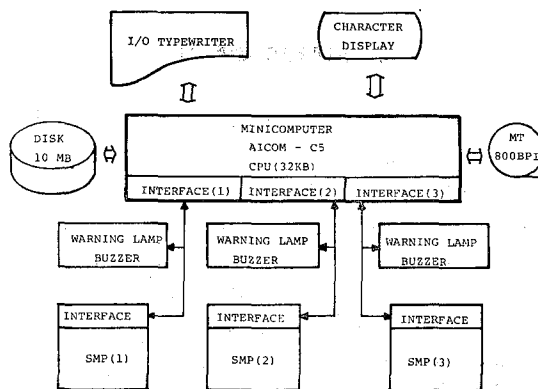 I/O TYPEWRITER
CHARACTER
DISPLAY
DISK
10 MB
MINICOMPUTER
AICOM - C5
CPU(32KB)
MT
800BPI
INTERFACE(1)
INTERFACE(2)
INTERFACE(3)
WARNING LAMP
BUZZER
WARNING LAMP
BUZZER
WARNING LAMP
BUZZER
INTERFACE
SMP(1)
INTERFACE
SMP(2)
INTERFACE
SMP(3)